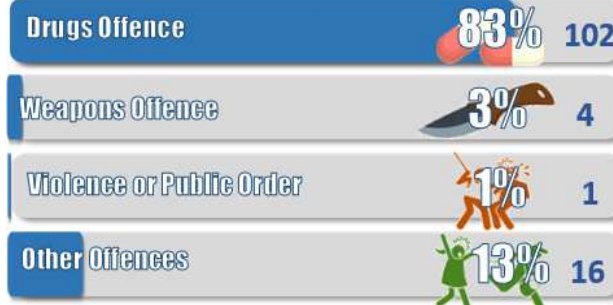 Drugs Offence 83% 102
Weapons Offence 3% 4
Violence or Public Order 1% 1
Other Offences 13% 16